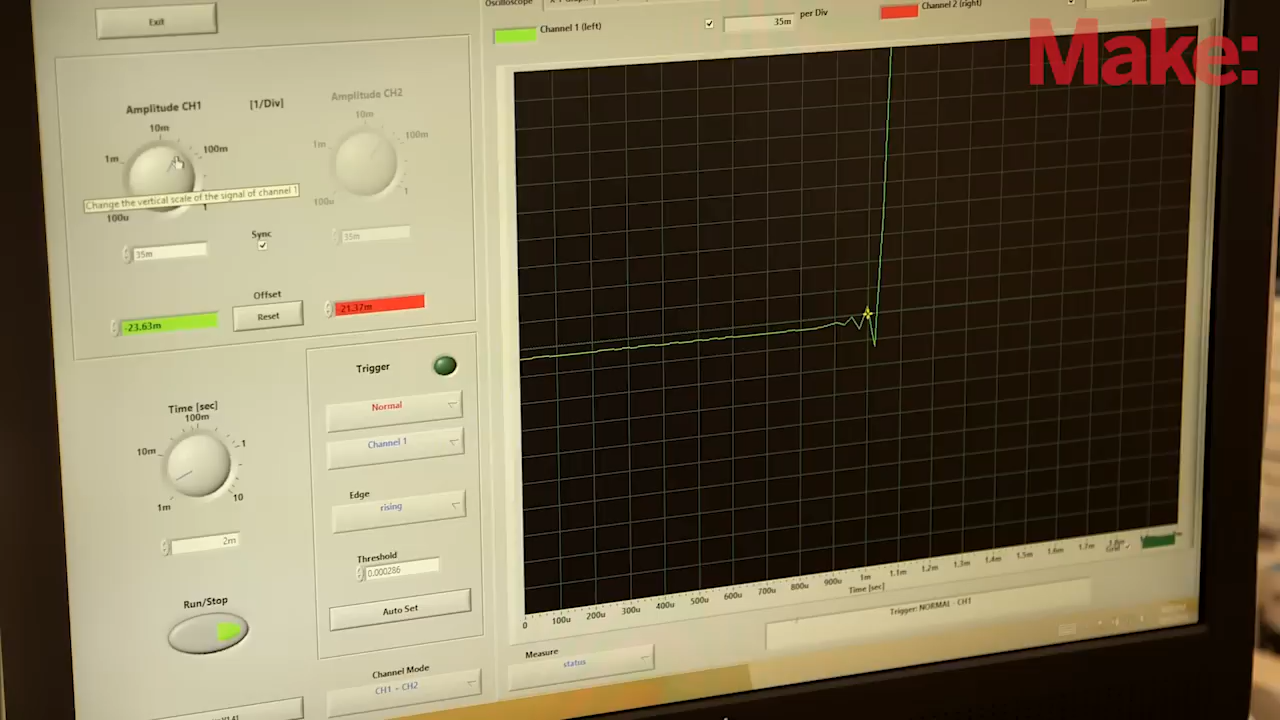 Exit
Oscilloscope
Channel 1 (left)
35m
per Div
Channel 2 (right)
Make:
Amplitude CH1
[1/Div]
Amplitude CH2
10m
1m
100m
100u
1
10m
1m
100m
100u
1
Change the vertical scale of the signal of channel 1
Sync
35m
35m
Offset
-23.63m
Reset
-21.37m
Time [sec]
100m
10m
1
1m
10
2m
Run/Stop
Trigger
Normal
Channel 1
Edge
rising
Threshold
0.000286
Auto Set
Channel Mode
CH1 - CH2
0 100u 200u 300u 400u 500u 600u 700u 800u 900u 1m 1.1m 1.2m 1.3m 1.4m 1.5m 1.6m 1.7m
Time [sec]
Trigger: NORMAL - CH1
Measure
status